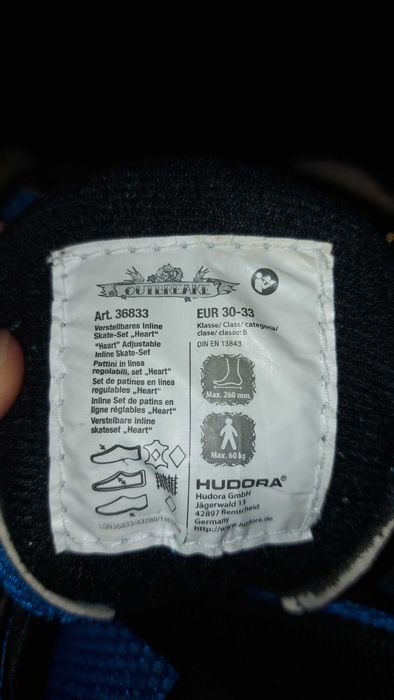 OUTBREAKE
Art. 36833
Verstellbares Inline
Skate-Set „Heart"
"Heart" Adjustable
Inline Skate-Set
Pattini in linea
regolabili, set „Heart"
Set de patines en linea
regulables „Heart"
Inline Set de patins en
ligne réglables „Heart"
Verstelbare inline
skateset „Heart"
EUR 30-33
Klasse/ Class/ categoria/
clase/ classe: B
DIN EN 13843
Max. 260 mm
Max. 60 kg
HUDORA®
Hudora GmbH
Jägerwald 13
42897 Remscheid
Germany
http://www.hudora.de